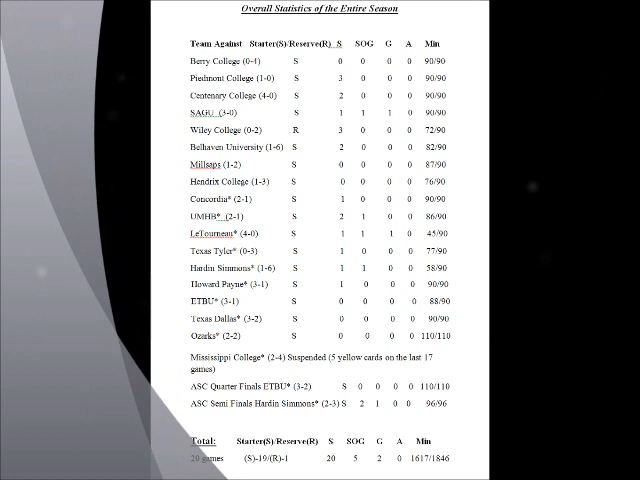 Overall Statistics of the Entire Season
Team Against Starter(S)/Reserve(R) S SOG G A Min
Berry College (0-4) S 0 0 0 0 90/90
Piedmont College (1-0) S 3 0 0 0 90/90
Centenary College (4-0) S 2 0 0 0 90/90
SAGU (3-0) S 1 1 1 0 90/90
Wiley College (0-2) R 3 0 0 0 72/90
Belhaven University (1-6) S 2 0 0 0 82/90
Millsaps (1-2) S 0 0 0 0 87/90
Hendrix College (1-3) S 0 0 0 0 76/90
Concordia* (2-1) S 1 0 0 0 90/90
UMHB* (2-1) S 2 1 0 0 86/90
LeTourneau* (4-0) S 1 1 1 0 45/90
Texas Tyler* (0-3) S 1 0 0 0 77/90
Hardin Simmons* (1-6) S 1 1 0 0 58/90
Howard Payne* (3-1) S 1 0 0 0 90/90
ETBU* (3-1) S 0 0 0 0 88/90
Texas Dallas* (3-2) S 0 0 0 0 90/90
Ozarks* (2-2) S 0 0 0 0 110/110
Mississippi College* (2-4) Suspended (5 yellow cards on the last 17
games)
ASC Quarter Finals ETBU* (3-2) S 0 0 0 0 110/110
ASC Semi Finals Hardin Simmons* (2-3) S 2 1 0 0 96/96
Total: Starter(S)/Reserve(R) S SOG G A Min
20 games (S)-19/(R)-1 20 5 2 0 1617/1846